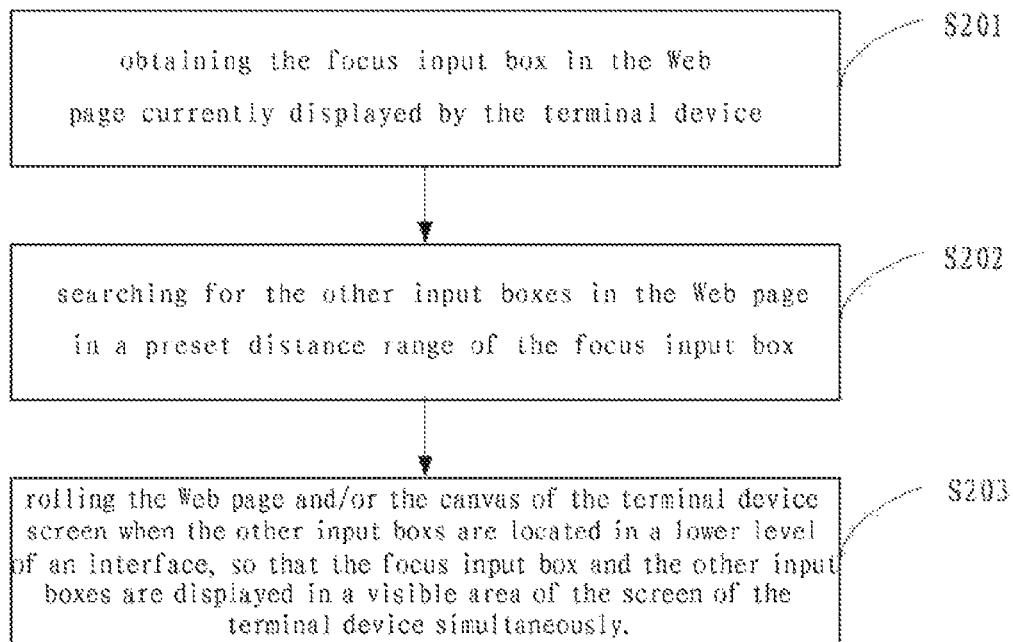 S201
obtaining the focus input box in the Web
page currently displayed by the terminal device
S202
searching for the other input boxes in the Web page
in a preset distance range of the focus input box
S203
rolling the Web page and/or the canvas of the terminal device
screen when the other input boxs are located in a lower level
of an interface, so that the focus input box and the other input
boxes are displayed in a visible area of the screen of the
terminal device simultaneously.